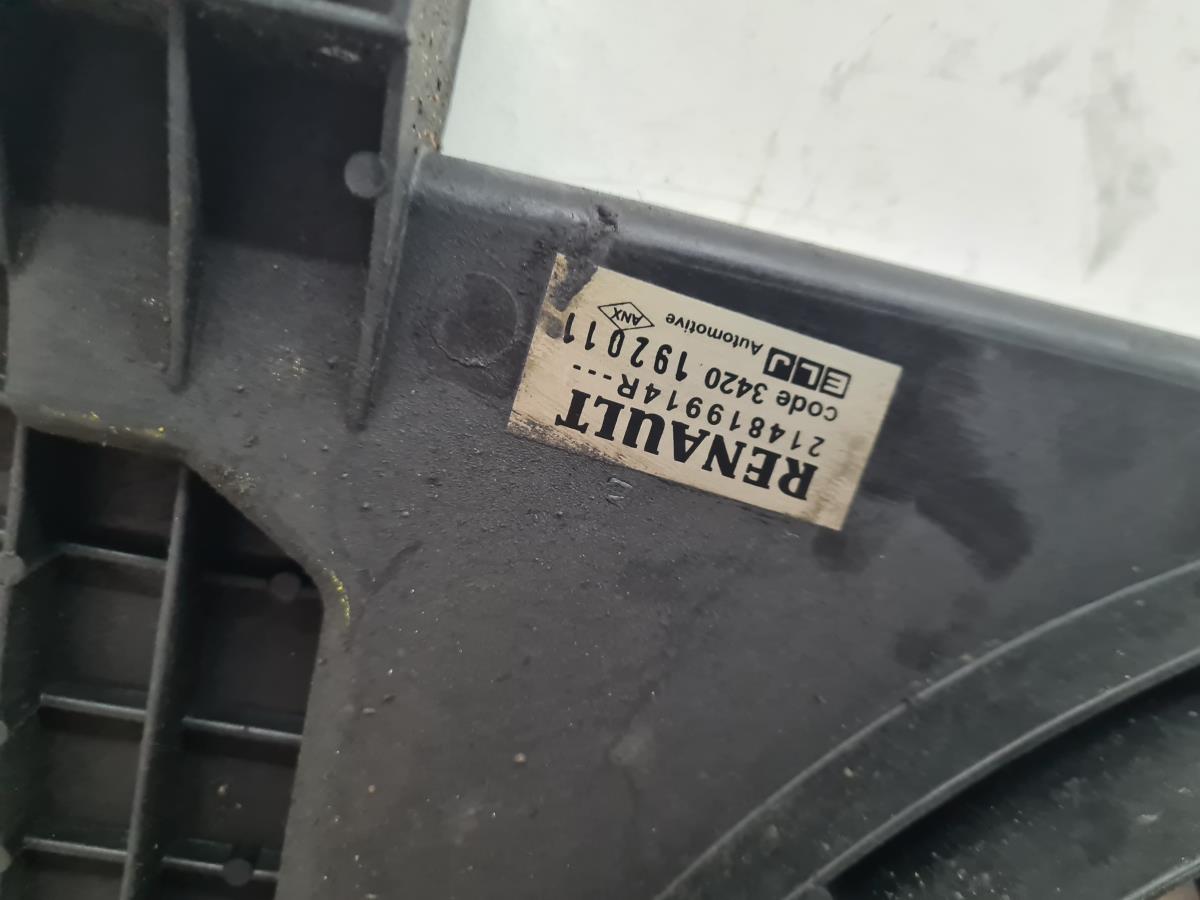 RENAULT
214819914R---
code 3420 192011
ELJ Automotive ANX